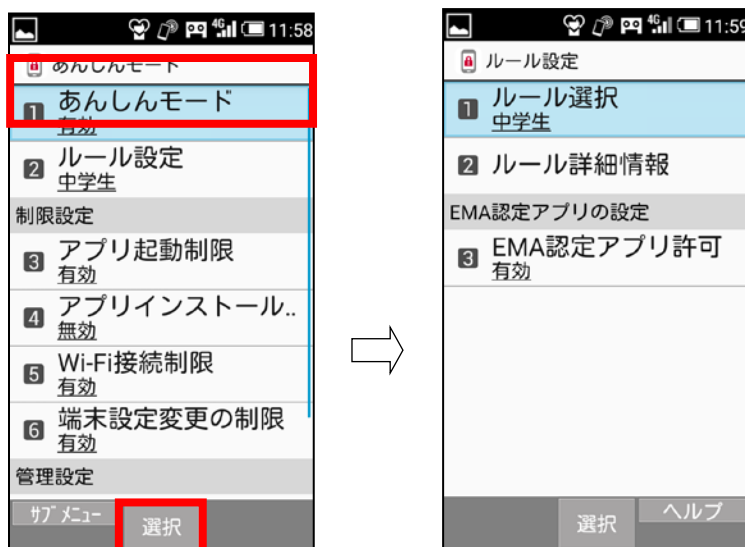 4G 11:58
あんしんモード
1 あんしんモード
有効
2 ルール設定
中学生
制限設定
3 アプリ起動制限
有効
4 アプリインストール..
無効
5 Wi-Fi接続制限
有効
6 端末設定変更の制限
有効
管理設定
サブメニュー 選択
4G 11:59
ルール設定
1 ルール選択
中学生
2 ルール詳細情報
EMA認定アプリの設定
3 EMA認定アプリ許可
有効
選択 ヘルプ